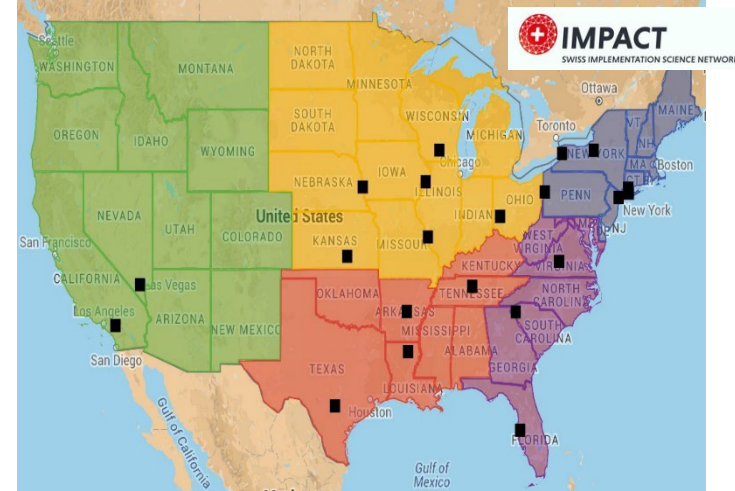 IMPACT
SWISS IMPLEMENTATION SCIENCE NETWOR
Seattle
WASHINGTON
MONTANA
NORTH
DAKOTA
MINNESOTA
Ottawa
MAINE
SOUTH
DAKOTA
WISCONSIN
MICHIGAN
Toronto
VT
NH
OREGON
IDAHO
WYOMING
NEW YORK
MA
Boston
CT
Chicago
IOWA
NEBRASKA
ILLINOIS
INDIAN
OHIO
PENN
New York
NJ
NEVADA
UTAH
COLORADO
United States
KANSAS
MISSOUR
WEST
VIRGINIA
VIRGINIA
KENTUCKY
San Francisco
CALIFORNIA
as Vegas
Los Angeles
ARIZONA
NEW MEXICO
OKLAHOMA
ARKANSAS
TENNESSEE
NORTH
CAROLINA
SOUTH
CAROLINA
MISSISSIPPI
ALABAMA
GEORGIA
San Diego
TEXAS
LOUISIANA
Houston
FLORIDA
Gulf of
California
Gulf of
Mexico